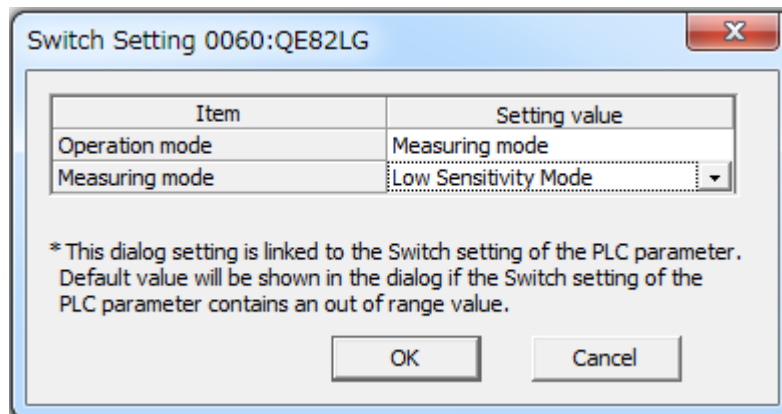 Switch Setting 0060:QE82LG
Item Setting value
Operation mode Measuring mode
Measuring mode Low Sensitivity Mode
* This dialog setting is linked to the Switch setting of the PLC parameter.
Default value will be shown in the dialog if the Switch setting of the
PLC parameter contains an out of range value.
OK Cancel